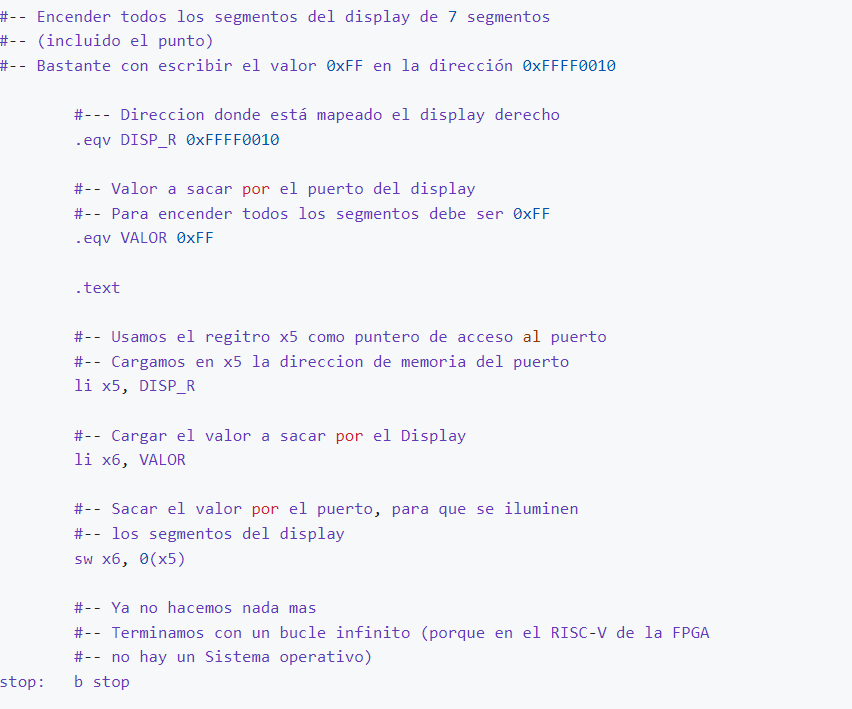 #-- Encender todos los segmentos del display de 7 segmentos
#-- (incluido el punto)
#-- Bastante con escribir el valor 0xFF en la dirección 0xFFFF0010
#--- Direccion donde está mapeado el display derecho
.eqv DISP_R 0xFFFF0010
#-- Valor a sacar por el puerto del display
#-- Para encender todos los segmentos debe ser 0xFF
.eqv VALOR 0xFF
.text
#-- Usamos el regitro x5 como puntero de acceso al puerto
#-- Cargamos en x5 la direccion de memoria del puerto
li x5, DISP_R
#-- Cargar el valor a sacar por el Display
li x6, VALOR
#-- Sacar el valor por el puerto, para que se iluminen
#-- los segmentos del display
sw x6, 0(x5)
#-- Ya no hacemos nada mas
#-- Terminamos con un bucle infinito (porque en el RISC-V de la FPGA
#-- no hay un Sistema operativo)
stop:   b stop